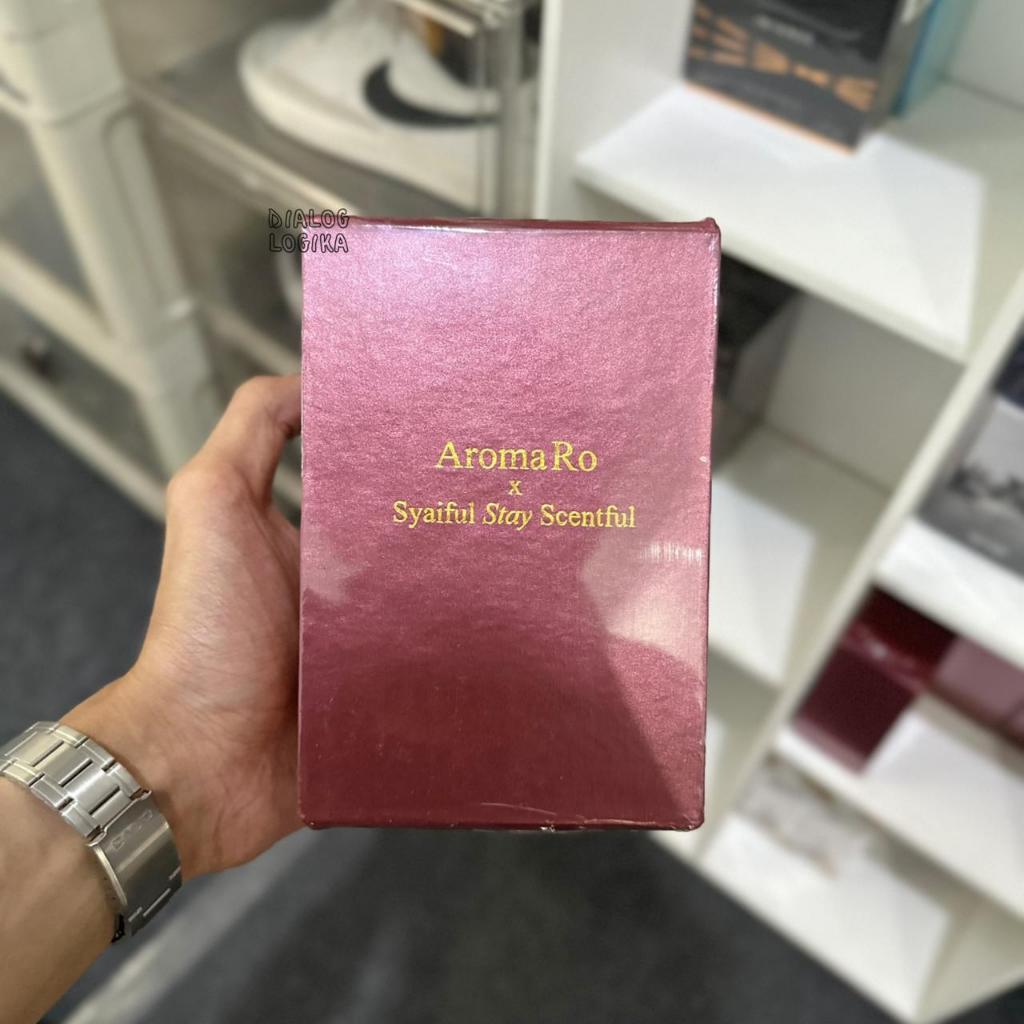 DIALOG
LOGIKA
AromaRo
x
Syaiful Stay Scentful